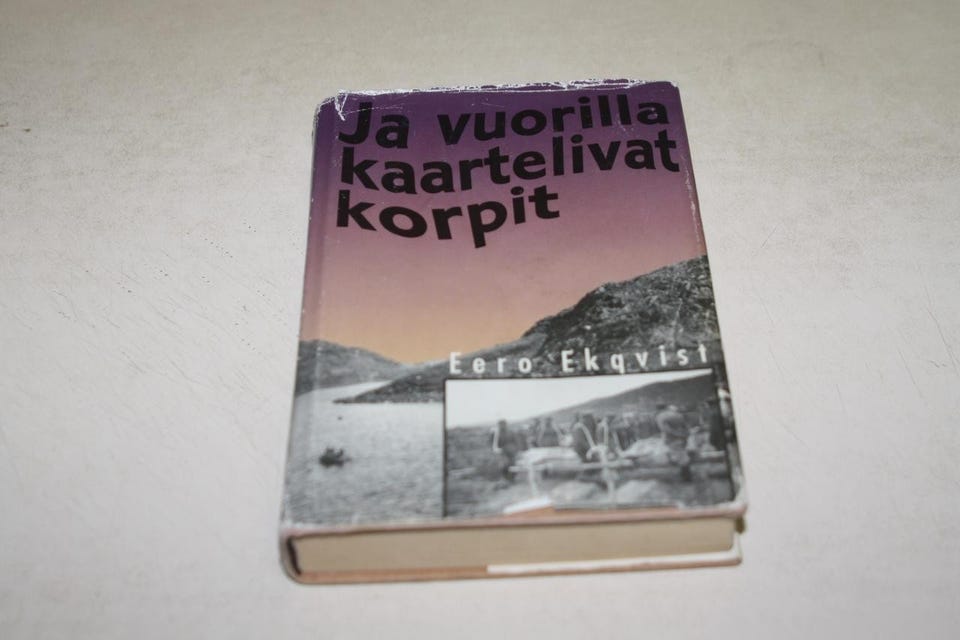 Ja vuorilla
kaartelivat
korpit
Eero Ekqvist